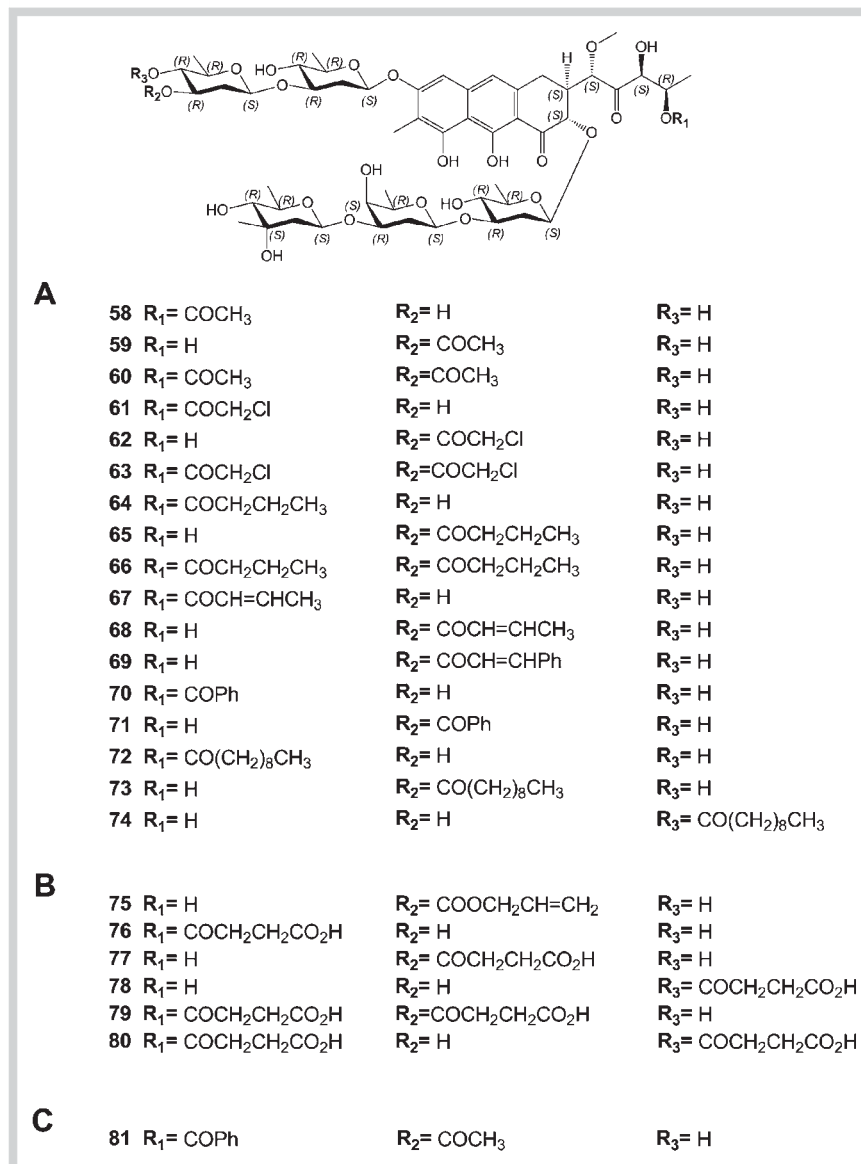 H
O
OH
R₃O (R) (R) O HO (R) (R) O O (S) (S) (R)
R₂O (R) (S) O (R) (S) (S) (S) O O R₁
OH OH O O
OH
HO (R) (R) O (S) (R) O HO (R) (R) O
(S) (S) O (R) (S) O (R) (S)
OH
A
58 R₁= COCH₃ R₂= H R₃= H
59 R₁= H R₂= COCH₃ R₃= H
60 R₁= COCH₃ R₂=COCH₃ R₃= H
61 R₁= COCH₂Cl R₂= H R₃= H
62 R₁= H R₂= COCH₂Cl R₃= H
63 R₁= COCH₂Cl R₂=COCH₂Cl R₃= H
64 R₁= COCH₂CH₂CH₃ R₂= H R₃= H
65 R₁= H R₂= COCH₂CH₂CH₃ R₃= H
66 R₁= COCH₂CH₂CH₃ R₂= COCH₂CH₂CH₃ R₃= H
67 R₁= COCH=CHCH₃ R₂= H R₃= H
68 R₁= H R₂= COCH=CHCH₃ R₃= H
69 R₁= H R₂= COCH=CHPh R₃= H
70 R₁= COPh R₂= H R₃= H
71 R₁= H R₂= COPh R₃= H
72 R₁= CO(CH₂)₈CH₃ R₂= H R₃= H
73 R₁= H R₂= CO(CH₂)₈CH₃ R₃= H
74 R₁= H R₂= H R₃= CO(CH₂)₈CH₃
B
75 R₁= H R₂= COOCH₂CH=CH₂ R₃= H
76 R₁= COCH₂CH₂CO₂H R₂= H R₃= H
77 R₁= H R₂= COCH₂CH₂CO₂H R₃= H
78 R₁= H R₂= H R₃= COCH₂CH₂CO₂H
79 R₁= COCH₂CH₂CO₂H R₂=COCH₂CH₂CO₂H R₃= H
80 R₁= COCH₂CH₂CO₂H R₂= H R₃= COCH₂CH₂CO₂H
C
81 R₁= COPh R₂= COCH₃ R₃= H